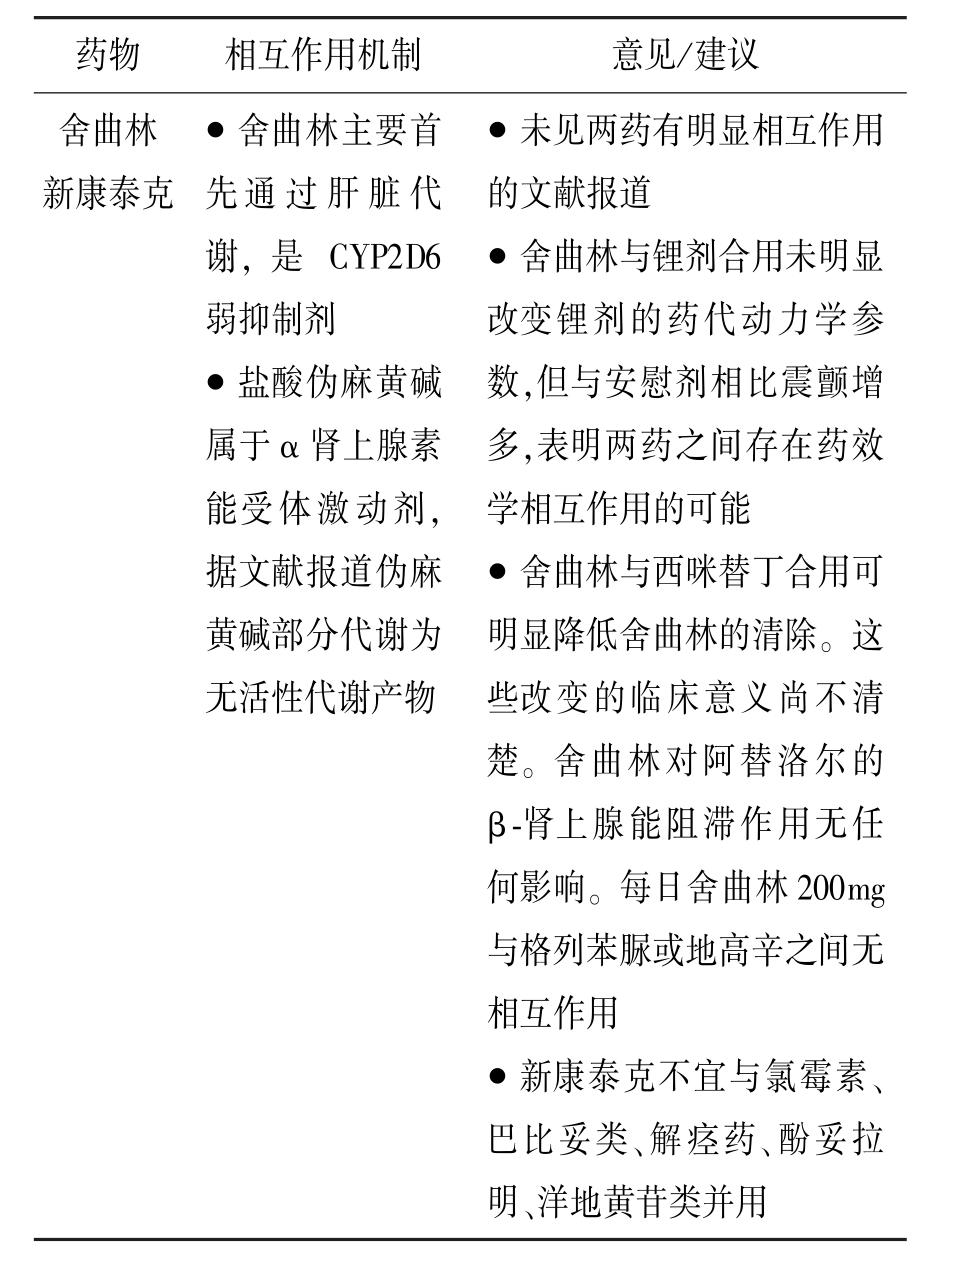 药物 相互作用机制 意见/建议
舍曲林
新康泰克
● 舍曲林主要首
先通过肝脏代
谢, 是 CYP2D6
弱抑制剂
● 盐酸伪麻黄碱
属于 α 肾上腺素
能受体激动剂,
据文献报道伪麻
黄碱部分代谢为
无活性代谢产物
● 未见两药有明显相互作用
的文献报道
● 舍曲林与锂剂合用未明显
改变锂剂的药代动力学参
数,但与安慰剂相比震颤增
多,表明两药之间存在药效
学相互作用的可能
● 舍曲林与西咪替丁合用可
明显降低舍曲林的清除。这
些改变的临床意义尚不清
楚。舍曲林对阿替洛尔的
β-肾上腺能阻滞作用无任
何影响。每日舍曲林 200mg
与格列苯脲或地高辛之间无
相互作用
● 新康泰克不宜与氯霉素、
巴比妥类、解痉药、酚妥拉
明、洋地黄苷类并用